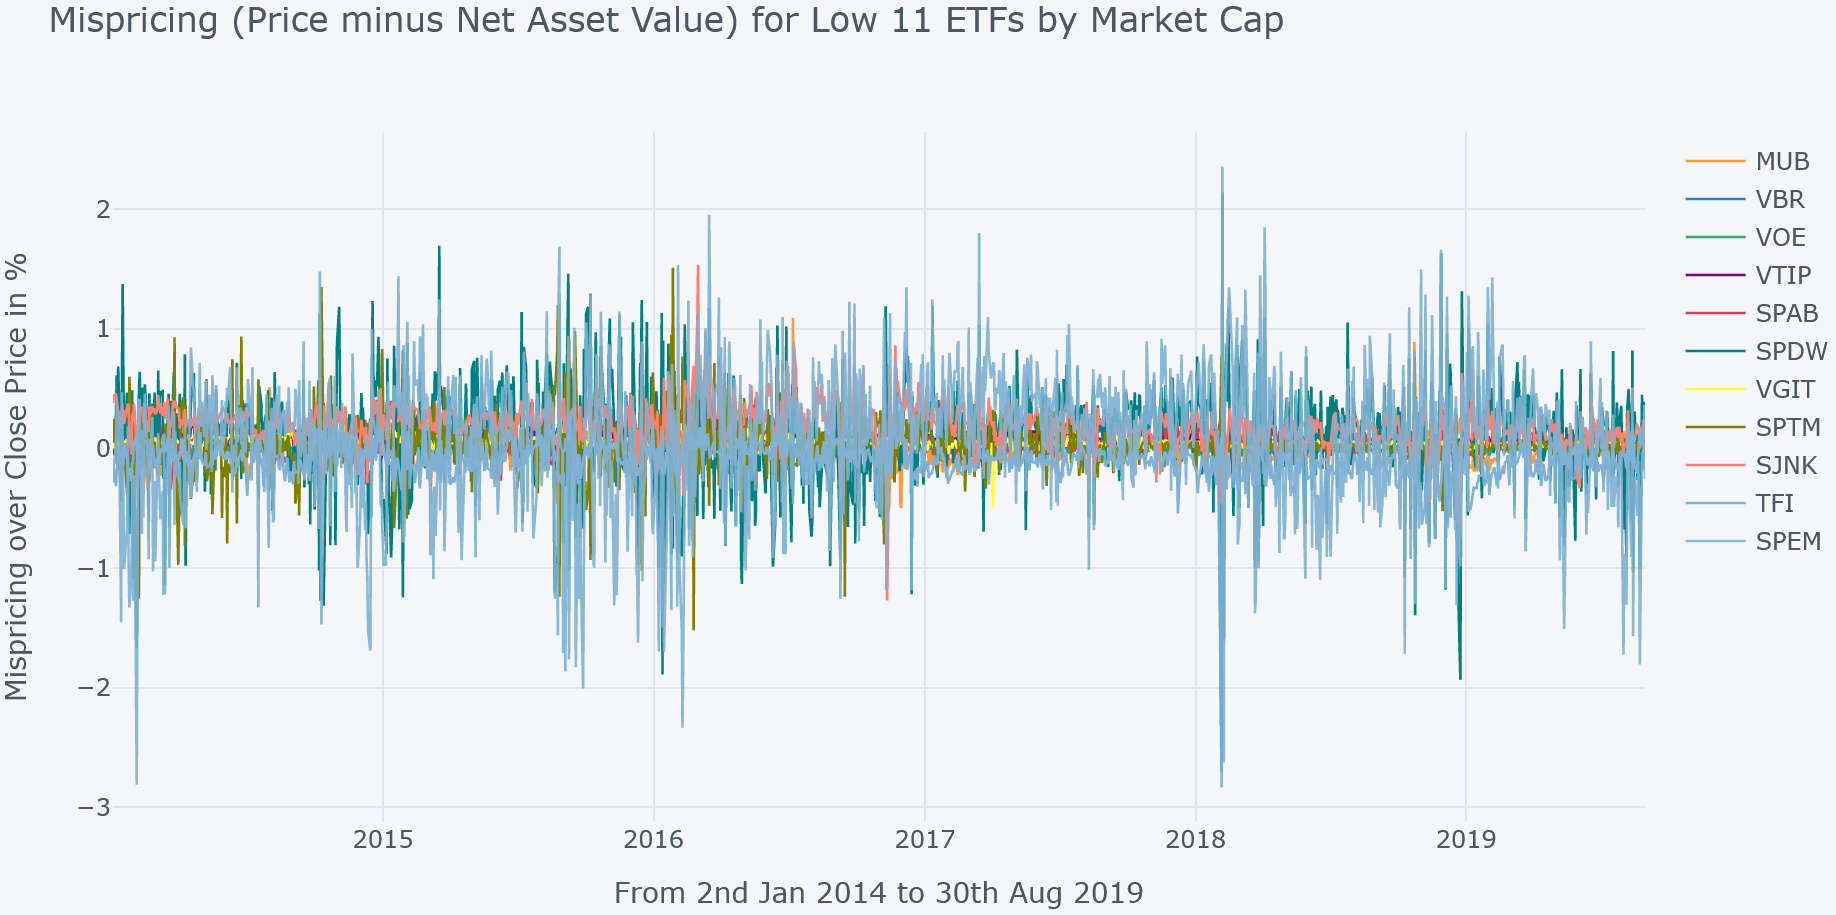 Mispricing (Price minus Net Asset Value) for Low 11 ETFs by Market Cap
Mispricing over Close Price in %
2
1
0
−1
−2
−3
2015
2016
2017
2018
2019
From 2nd Jan 2014 to 30th Aug 2019
MUB
VBR
VOE
VTIP
SPAB
SPDW
VGIT
SPTM
SJNK
TFI
SPEM